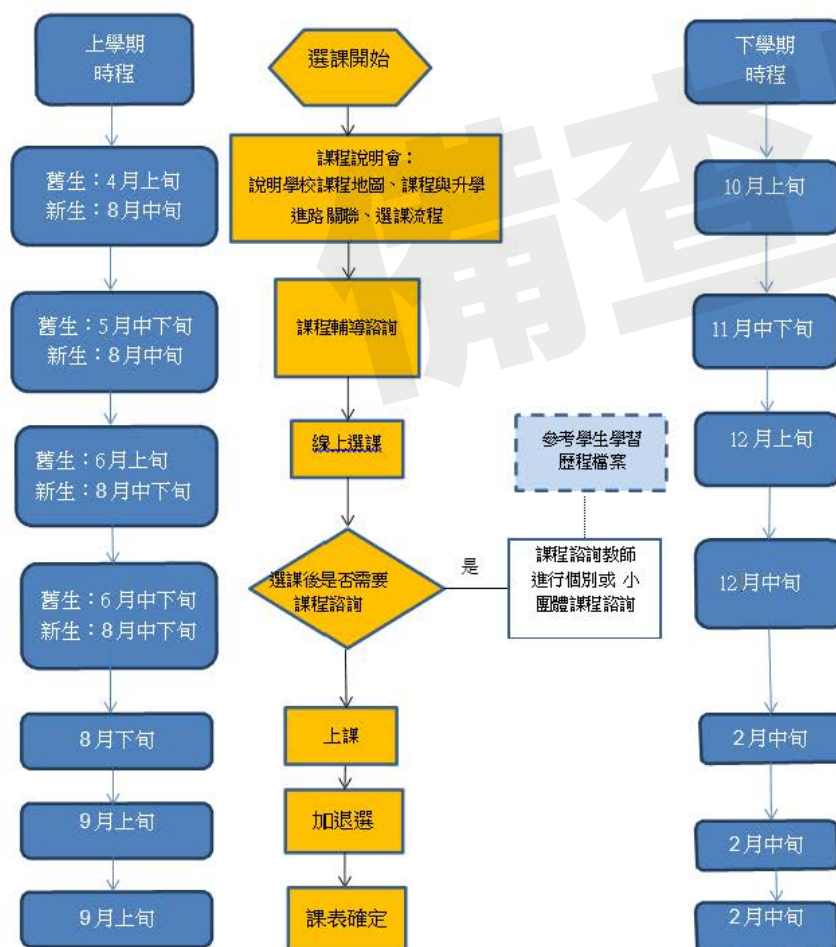 上學期
時程
舊生：4月上旬
新生：8月中旬
舊生：5月中下旬
新生：8月中旬
舊生：6月上旬
新生：8月中下旬
舊生：6月中下旬
新生：8月中下旬
8月下旬
9月上旬
9月上旬
選課開始
課程說明會：
說明學校課程地圖、課程與升學
進路關聯、選課流程
課程輔導諮詢
線上選課
選課後是否需要
課程諮詢
是
參考學生學習
歷程檔案
課程諮詢教師
進行個別或 小
團體課程諮詢
上課
加退選
課表確定
下學期
時程
10月上旬
11月中下旬
12月上旬
12月中旬
2月中旬
2月中旬
2月中旬
備查